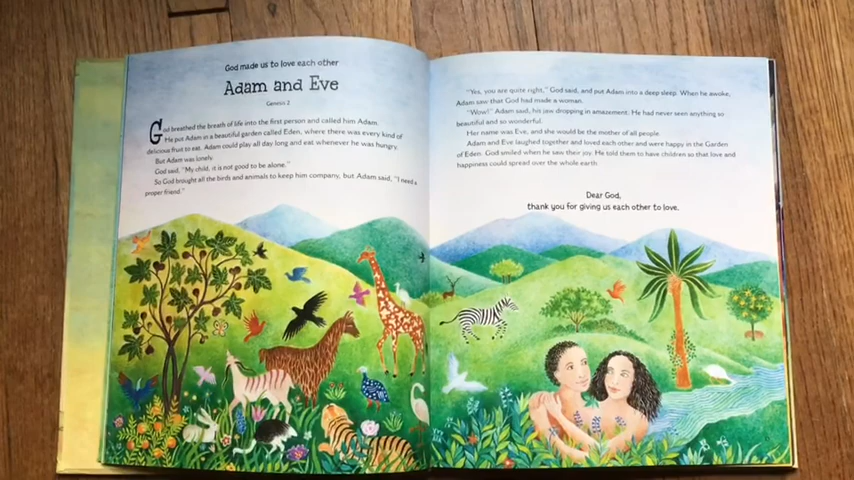 God made us to love each other
Adam and Eve
Genesis 2
God breathed the breath of life into the first person and called him Adam.
He put Adam in a beautiful garden called Eden, where there was every kind of
delicious fruit to eat. Adam could play all day long and eat whenever he was hungry.
But Adam was lonely.
God said, "My child, it is not good to be alone."
So God brought all the birds and animals to keep him company, but Adam said, "I need a
proper friend."
"Yes, you are quite right," God said, and put Adam into a deep sleep. When he awoke,
Adam saw that God had made a woman.
"Wow!" Adam said, his jaw dropping in amazement. He had never seen anything so
beautiful and so wonderful.
Her name was Eve, and she would be the mother of all people.
Adam and Eve laughed together and loved each other and were happy in the Garden
of Eden. God smiled when he saw their joy. He told them to have children so that love and
happiness could spread over the whole earth.
Dear God,
thank you for giving us each other to love.